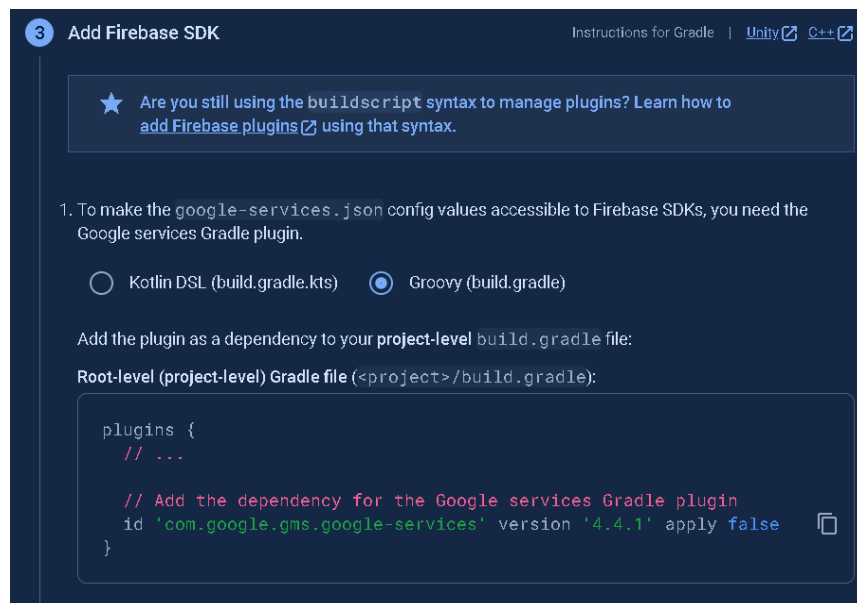 3 Add Firebase SDK Instructions for Gradle | Unity C++
Are you still using the buildscript syntax to manage plugins? Learn how to
add Firebase plugins using that syntax.
1. To make the google-services.json config values accessible to Firebase SDKs, you need the
Google services Gradle plugin.
Kotlin DSL (build.gradle.kts) Groovy (build.gradle)
Add the plugin as a dependency to your project-level build.gradle file:
Root-level (project-level) Gradle file (<project>/build.gradle):
plugins {
// ...
// Add the dependency for the Google services Gradle plugin
id 'com.google.gms.google-services' version '4.4.1' apply false
}